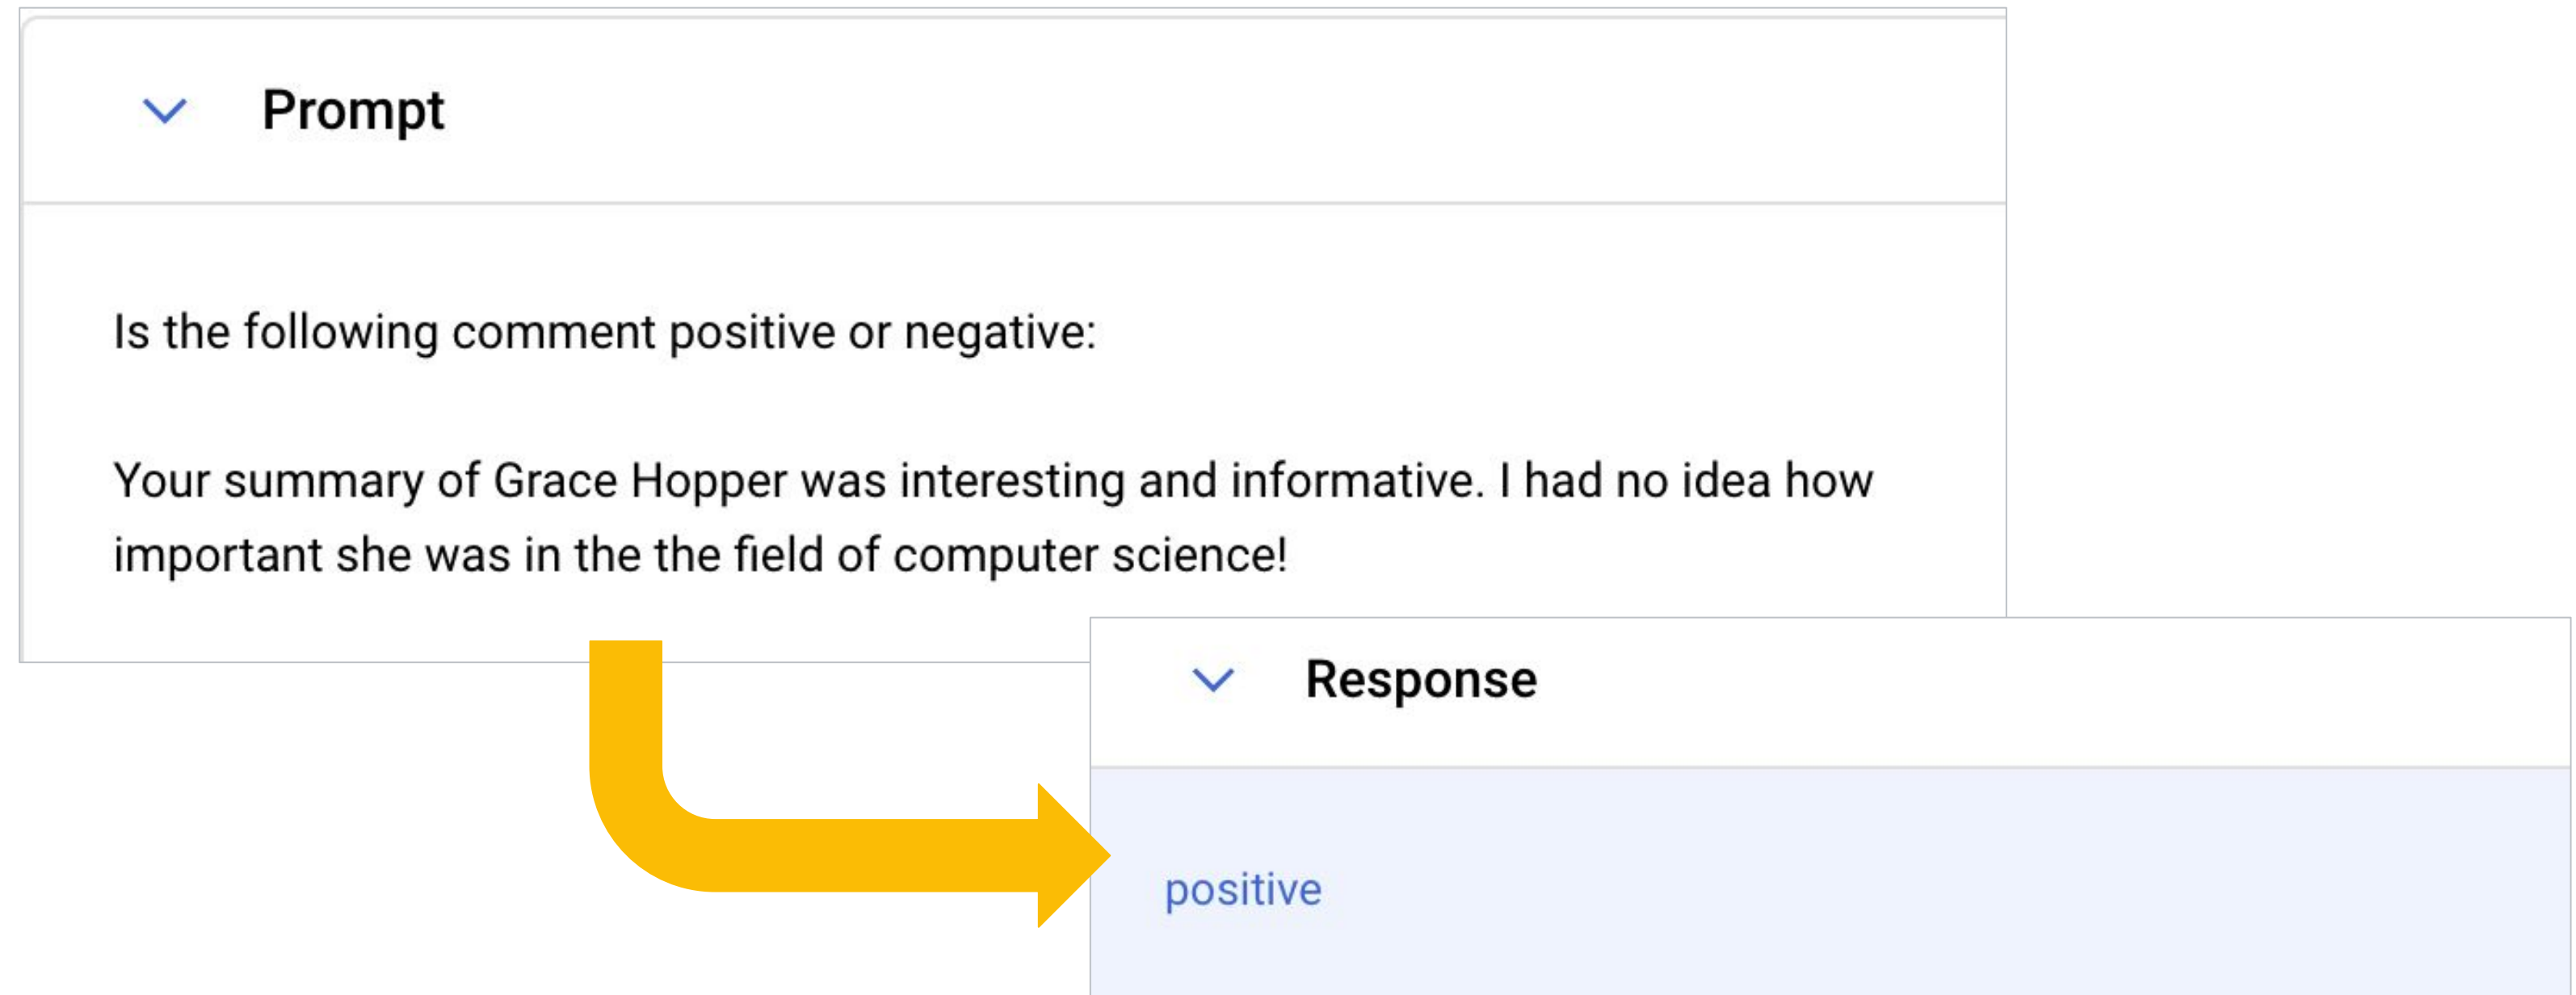 Prompt
Is the following comment positive or negative:
Your summary of Grace Hopper was interesting and informative. I had no idea how
important she was in the the field of computer science!
Response
positive